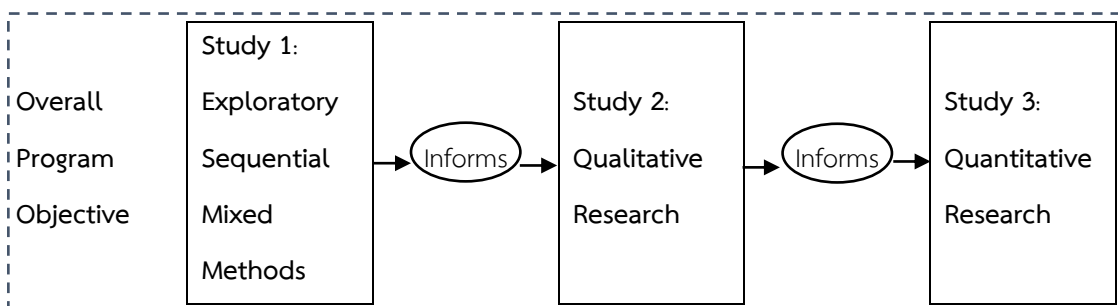 Overall
Program
Objective
Study 1:
Exploratory
Sequential
Mixed
Methods
Informs
Study 2:
Qualitative
Research
Informs
Study 3:
Quantitative
Research